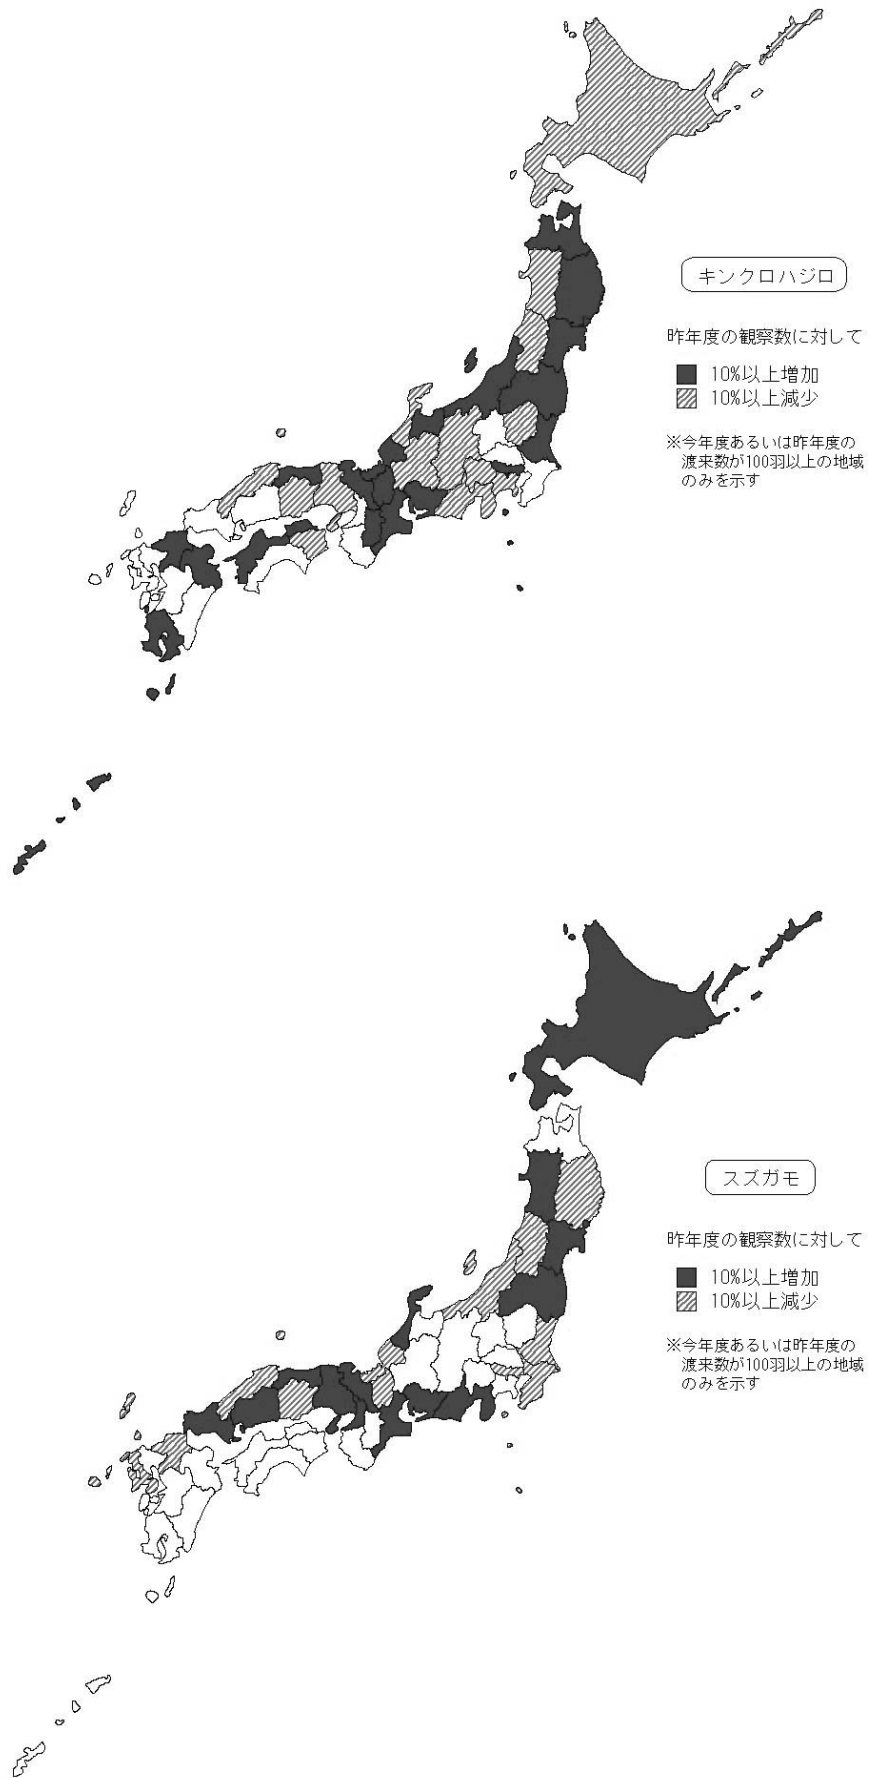 キンクロハジロ
昨年度の観察数に対して
10%以上増加
10%以上減少
※今年度あるいは昨年度の
渡来数が100羽以上の地域
のみを示す
スズガモ
昨年度の観察数に対して
10%以上増加
10%以上減少
※今年度あるいは昨年度の
渡来数が100羽以上の地域
のみを示す